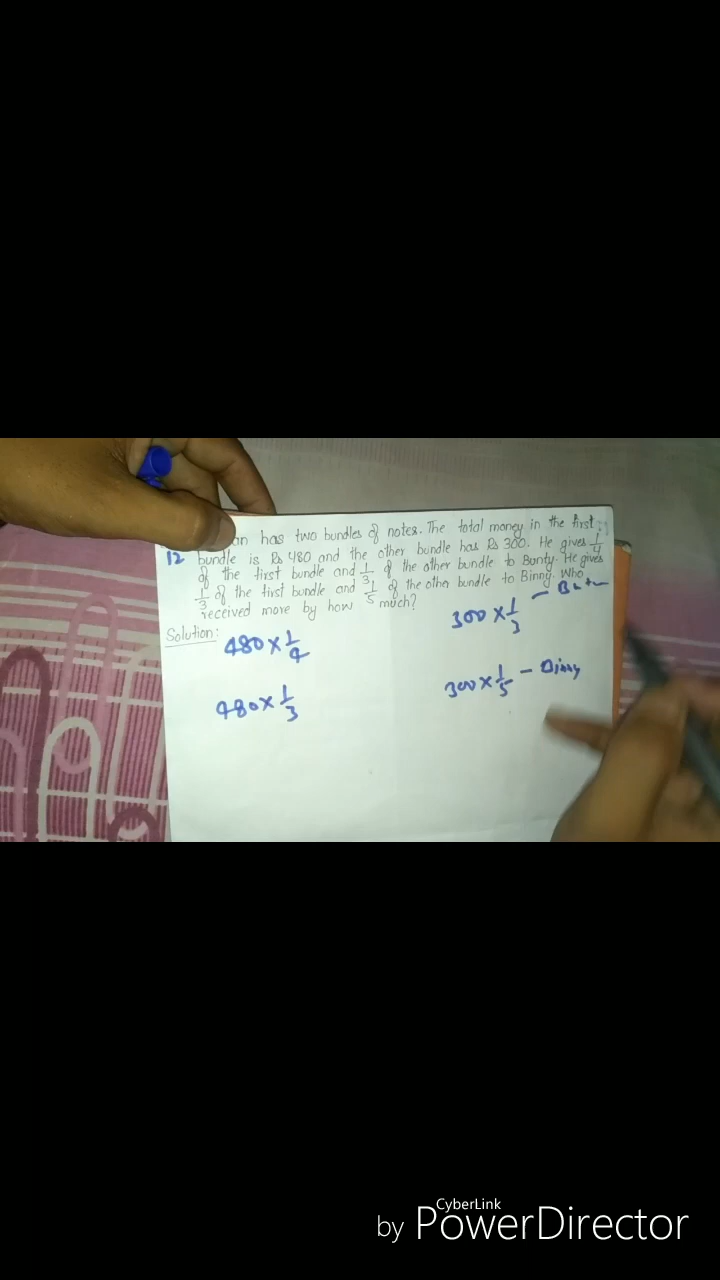 an has two bundles of notes. The total money in the first
12 bundle is Rs 480 and the other bundle has Rs 300. He gives 1/4
of the first bundle and 1/3 of the other bundle to Bunty. He gives
1/3 of the first bundle and 1/5 of the other bundle to Binny. Who
received more by how much?
Solution:
480 × 1/4
300 × 1/3 —
480 × 1/3
300 × 1/5 — Binny
by CyberLink PowerDirector